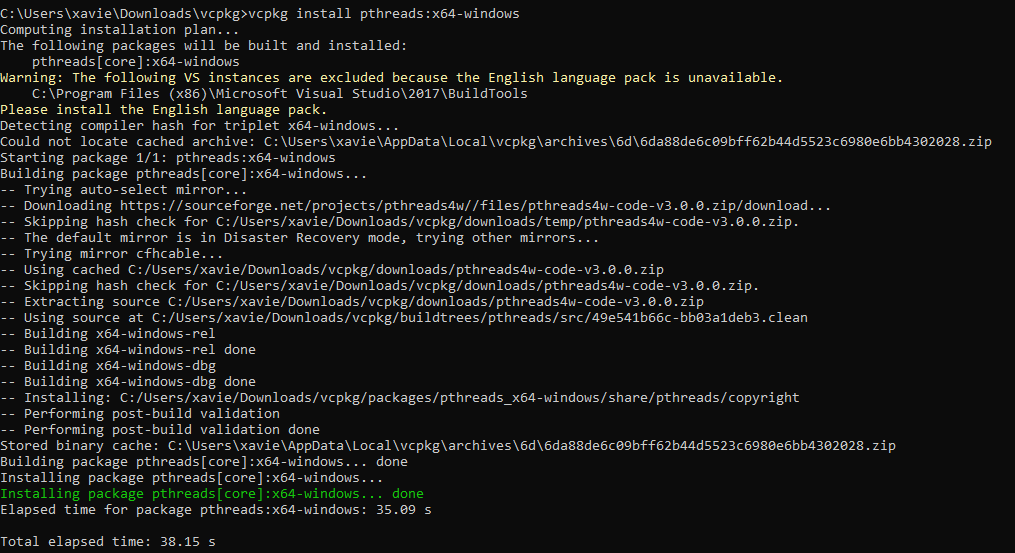 C:\Users\xavie\Downloads\vcpkg>vcpkg install pthreads:x64-windows
Computing installation plan...
The following packages will be built and installed:
    pthreads[core]:x64-windows
Warning: The following VS instances are excluded because the English language pack is unavailable.
    C:\Program Files (x86)\Microsoft Visual Studio\2017\BuildTools
Please install the English language pack.
Detecting compiler hash for triplet x64-windows...
Could not locate cached archive: C:\Users\xavie\AppData\Local\vcpkg\archives\6d\6da88de6c09bff62b44d5523c6980e6bb4302028.zip
Starting package 1/1: pthreads:x64-windows
Building package pthreads[core]:x64-windows...
-- Trying auto-select mirror...
-- Downloading https://sourceforge.net/projects/pthreads4w//files/pthreads4w-code-v3.0.0.zip/download...
-- Skipping hash check for C:/Users/xavie/Downloads/vcpkg/downloads/temp/pthreads4w-code-v3.0.0.zip.
-- The default mirror is in Disaster Recovery mode, trying other mirrors...
-- Trying mirror cfhcable...
-- Using cached C:/Users/xavie/Downloads/vcpkg/downloads/pthreads4w-code-v3.0.0.zip
-- Skipping hash check for C:/Users/xavie/Downloads/vcpkg/downloads/pthreads4w-code-v3.0.0.zip.
-- Extracting source C:/Users/xavie/Downloads/vcpkg/downloads/pthreads4w-code-v3.0.0.zip
-- Using source at C:/Users/xavie/Downloads/vcpkg/buildtrees/pthreads/src/49e541b66c-bb03a1deb3.clean
-- Building x64-windows-rel
-- Building x64-windows-rel done
-- Building x64-windows-dbg
-- Building x64-windows-dbg done
-- Installing: C:/Users/xavie/Downloads/vcpkg/packages/pthreads_x64-windows/share/pthreads/copyright
-- Performing post-build validation
-- Performing post-build validation done
Stored binary cache: C:\Users\xavie\AppData\Local\vcpkg\archives\6d\6da88de6c09bff62b44d5523c6980e6bb4302028.zip
Building package pthreads[core]:x64-windows... done
Installing package pthreads[core]:x64-windows...
Installing package pthreads[core]:x64-windows... done
Elapsed time for package pthreads:x64-windows: 35.09 s

Total elapsed time: 38.15 s